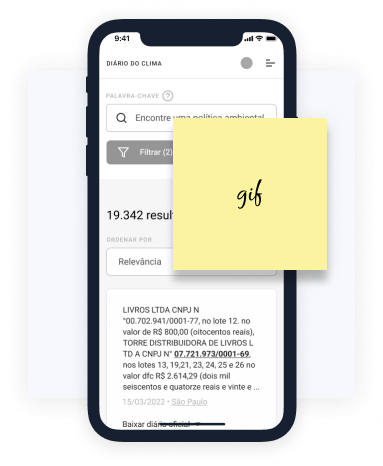 9:41
DIÁRIO DO CLIMA
PALAVRA-CHAVE ?
Encontre uma política ambiental
Filtrar (2)
gif
19.342 resul
ORDENAR POR
Relevância
LIVROS LTDA CNPJ N
"00.702.941/0001-77, no lote 12. no
valor de R$ 800,00 (oitocentos reais),
TORRE DISTRIBUIDORA DE LIVROS L
TD A CNPJ N" 07.721.973/0001-69,
nos lotes 13, 19,21, 23, 24, 25 e 26 no
valor dfc R$ 2.614,29 (dois mil
seiscentos e quatorze reais e vinte e ...
15/03/2022 • São Paulo
Baixar diário oficial